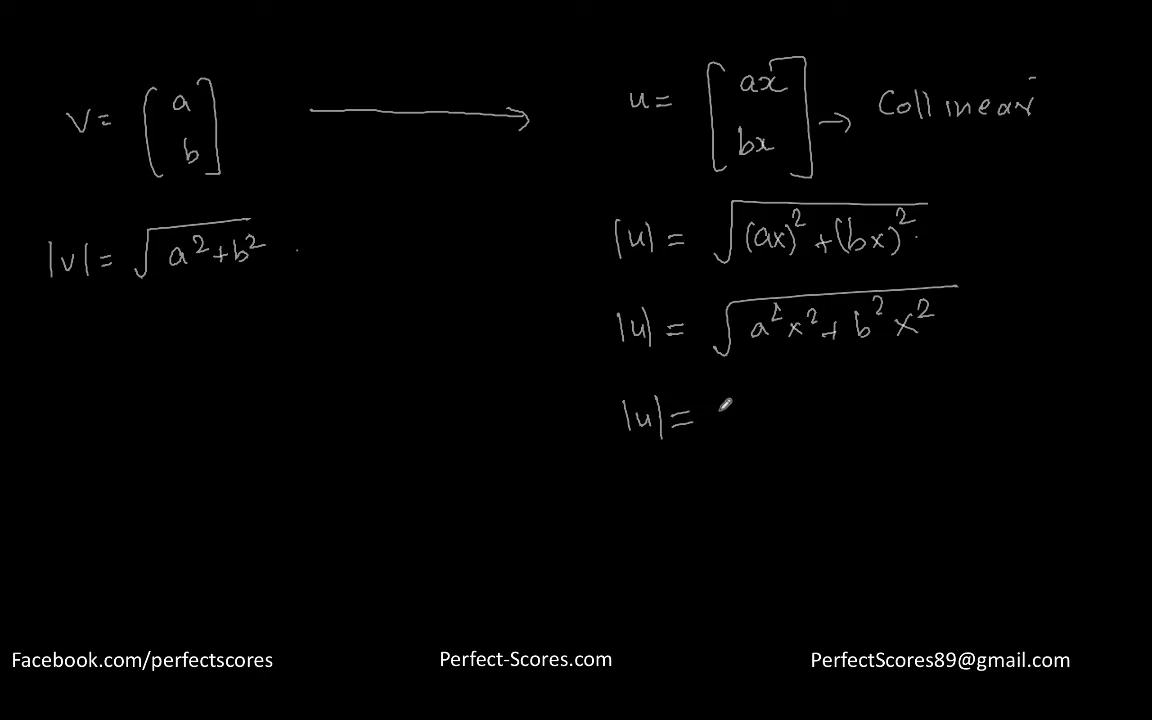 v = [a b]
|v| = √(a²+b²)
u = [ax bx] → Collinear
|u| = √((ax)²+(bx)²)
|u| = √(a²x²+b²x²)
|u| =
Facebook.com/perfectscores
Perfect-Scores.com
PerfectScores89@gmail.com